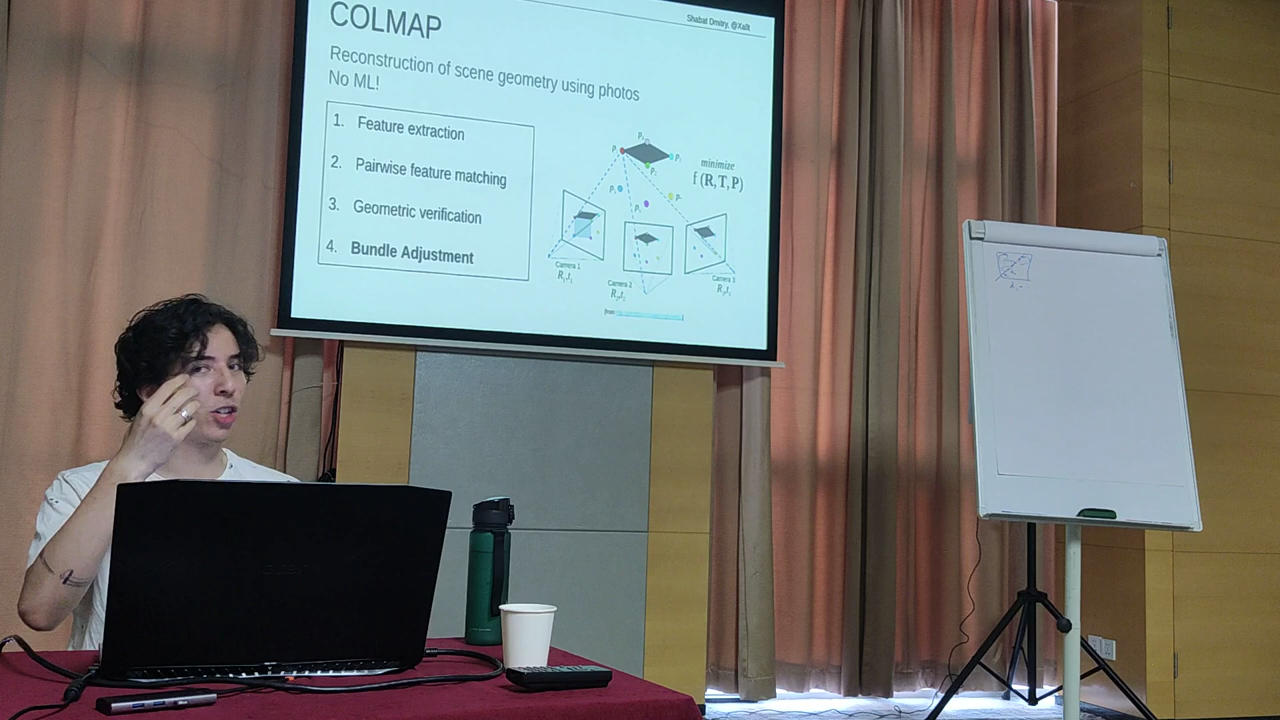 COLMAP
Shabat Dmitry, @Xallt
Reconstruction of scene geometry using photos
No ML!
1. Feature extraction
2. Pairwise feature matching
3. Geometric verification
4. Bundle Adjustment
minimize
f (R, T, P)
Camera 1
Camera 2
Camera 3
from